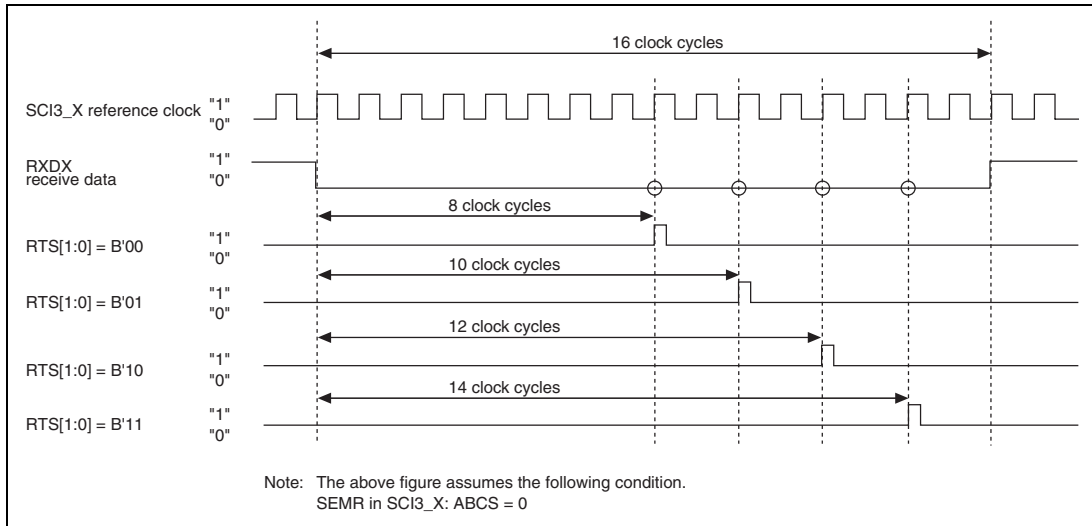 16 clock cycles
SCI3_X reference clock "1"
"0"
RXDX
receive data "1"
"0"
8 clock cycles
RTS[1:0] = B'00 "1"
"0"
10 clock cycles
RTS[1:0] = B'01 "1"
"0"
12 clock cycles
RTS[1:0] = B'10 "1"
"0"
14 clock cycles
RTS[1:0] = B'11 "1"
"0"
Note: The above figure assumes the following condition.
SEMR in SCI3_X: ABCS = 0